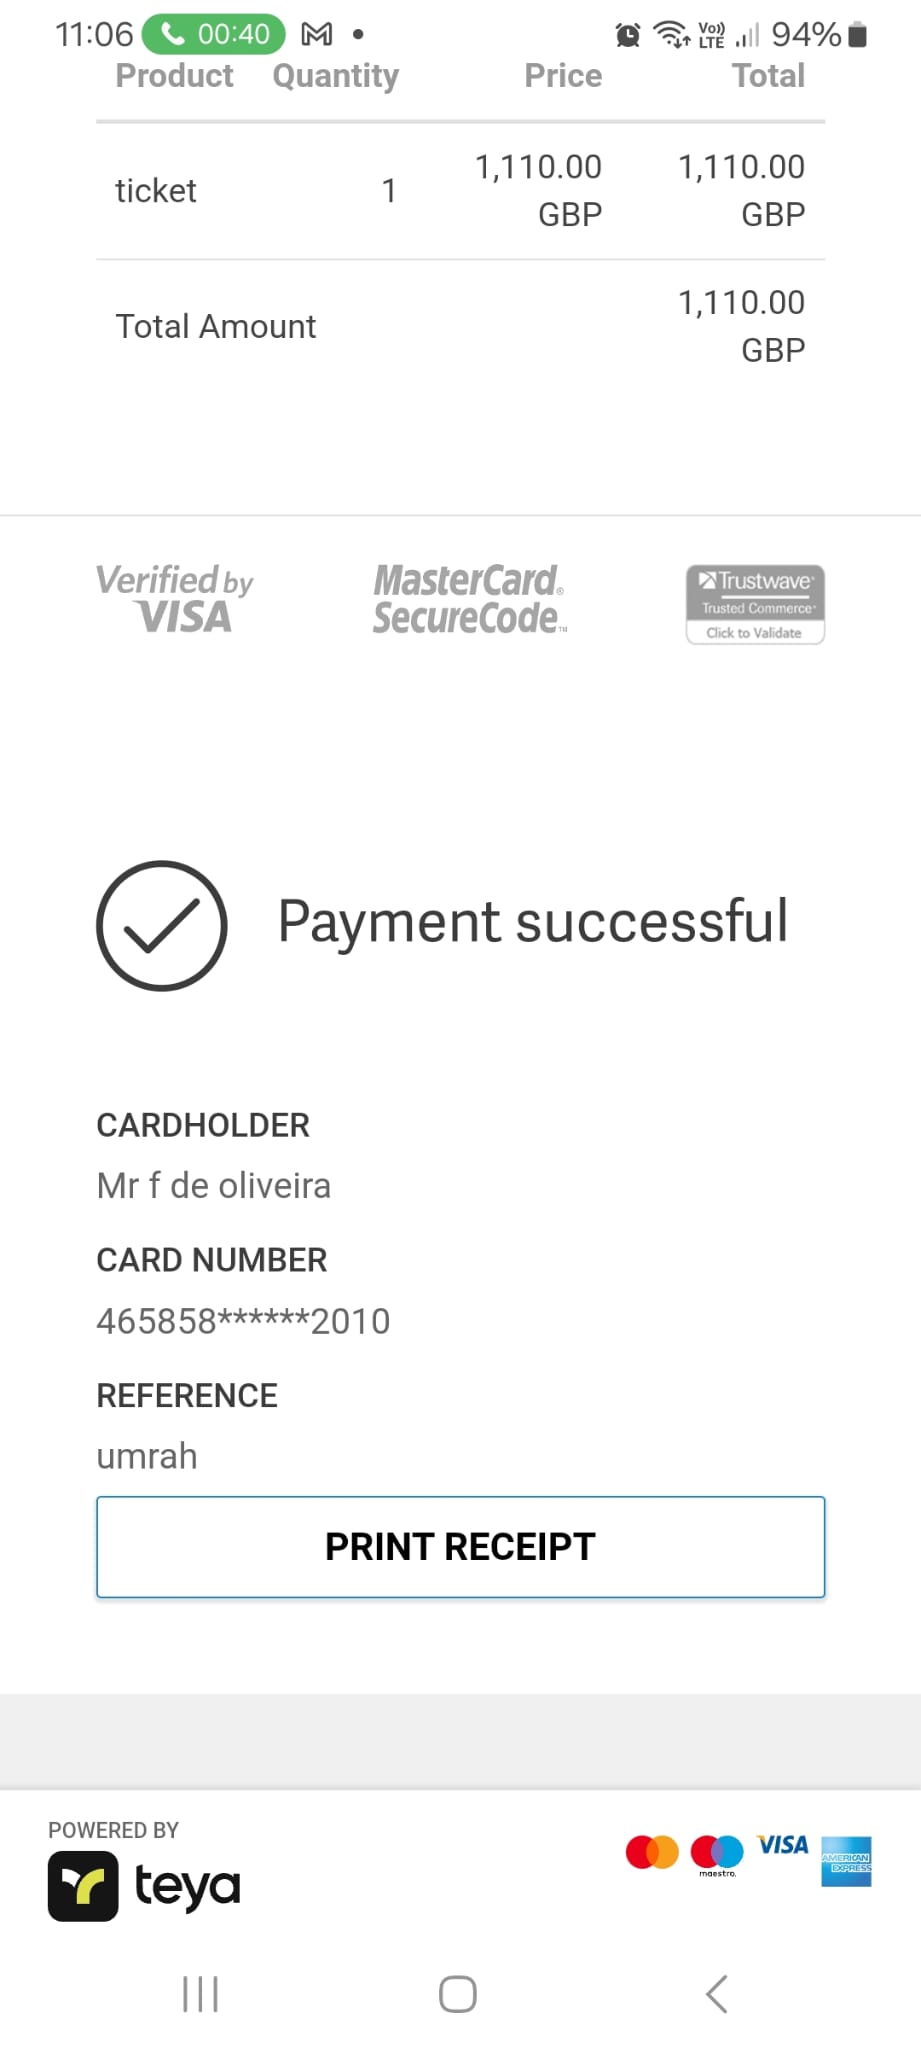 11:06 00:40 Vo)) LTE 94%
Product Quantity Price Total
ticket 1 1,110.00 GBP 1,110.00 GBP
Total Amount 1,110.00 GBP
Verified by VISA
MasterCard® SecureCode™
Trustwave®
Trusted Commerce
Click to Validate
Payment successful
CARDHOLDER
Mr f de oliveira
CARD NUMBER
465858******2010
REFERENCE
umrah
PRINT RECEIPT
POWERED BY
teya
maestro.
VISA
AMERICAN EXPRESS